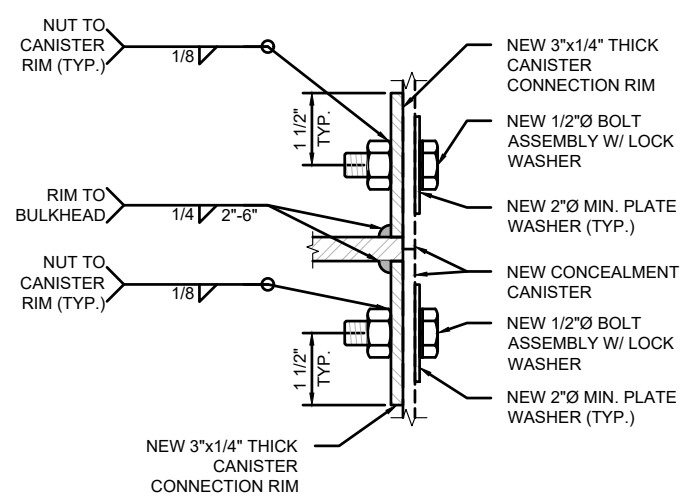 NUT TO
CANISTER
RIM (TYP.)
1/8
1 1/2"
TYP.
RIM TO
BULKHEAD
1/4
2"-6"
NUT TO
CANISTER
RIM (TYP.)
1/8
1 1/2"
TYP.
NEW 3"x1/4" THICK
CANISTER
CONNECTION RIM
NEW 3"x1/4" THICK
CANISTER
CONNECTION RIM
NEW 1/2"Ø BOLT
ASSEMBLY W/ LOCK
WASHER
NEW 2"Ø MIN. PLATE
WASHER (TYP.)
NEW CONCEALMENT
CANISTER
NEW 1/2"Ø BOLT
ASSEMBLY W/ LOCK
WASHER
NEW 2"Ø MIN. PLATE
WASHER (TYP.)